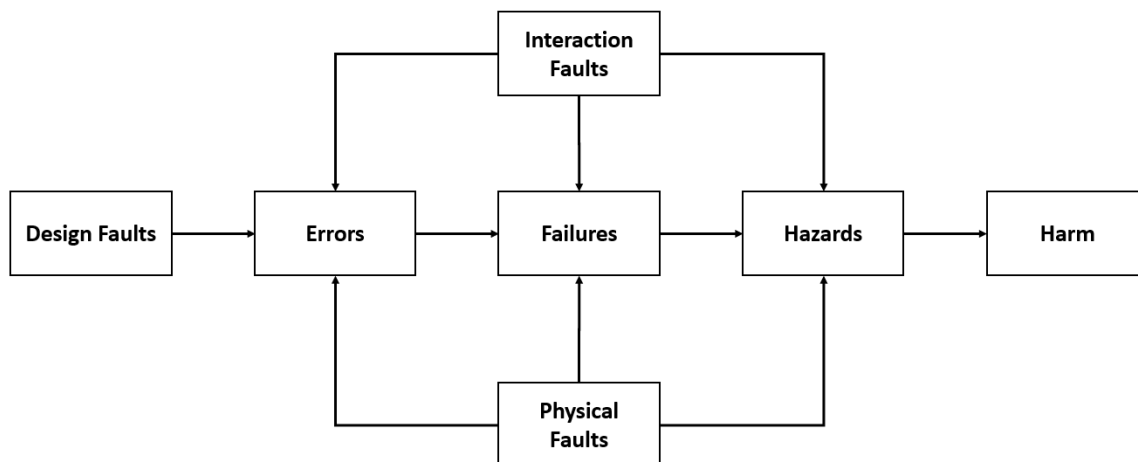 Interaction
Faults
Design Faults
Errors
Failures
Hazards
Harm
Physical
Faults